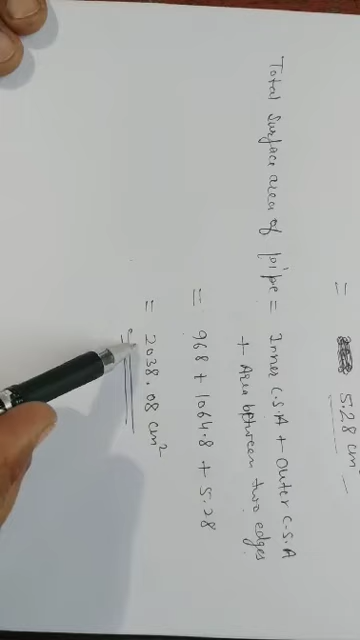 = 5.28 cm²
Total surface area of pipe = Inner C.S.A + Outer C.S.A
+ Area between two edges.
= 968 + 1064.8 + 5.28
= 2038.08 cm²